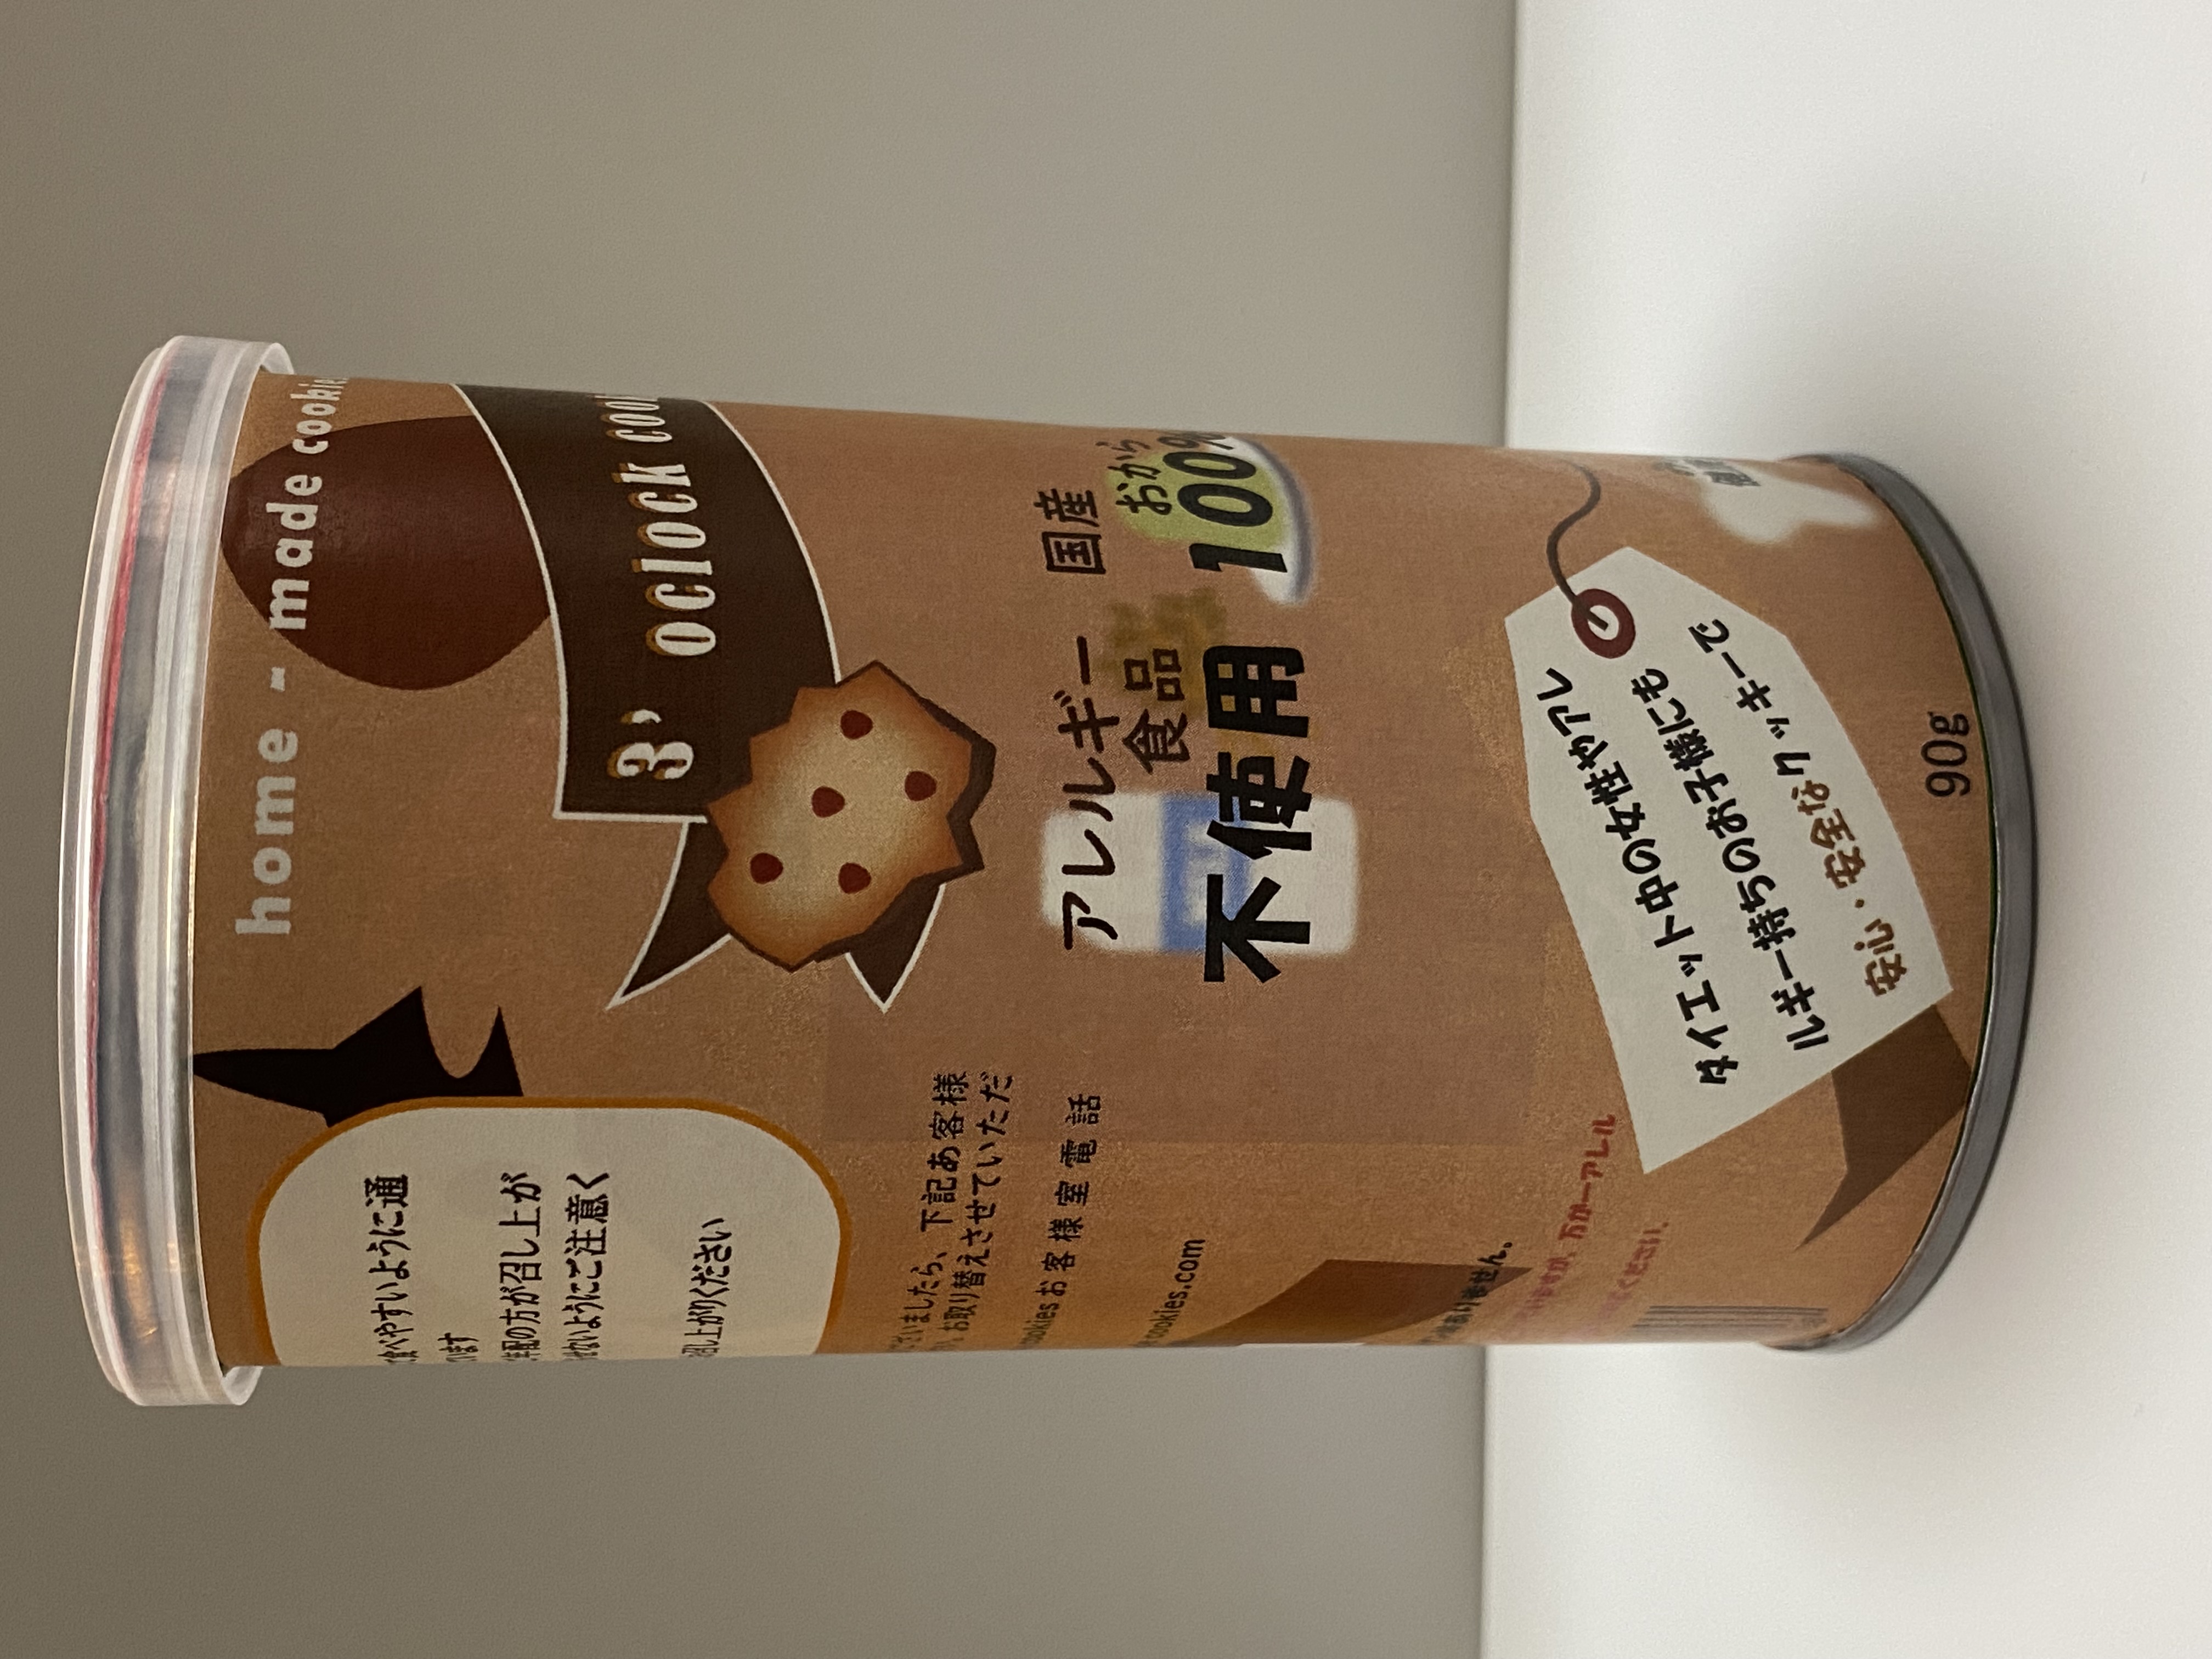 home - made
3' oclock
アレルギー
食品
不使用
国産
おから
100%
ダイエット中の女性やアレ
ルギー持ちのお子様にも
安心・安全なクッキーで
90g
食べやすいように通
います
年配の方が召し上が
せないようにご注意く
召し上がりください
ございましたら、下記あ客様
お取り替えさせていただ
cookies お客様室電話
cookies.com
ありません。
が、万が一アレル
ください。
MILK